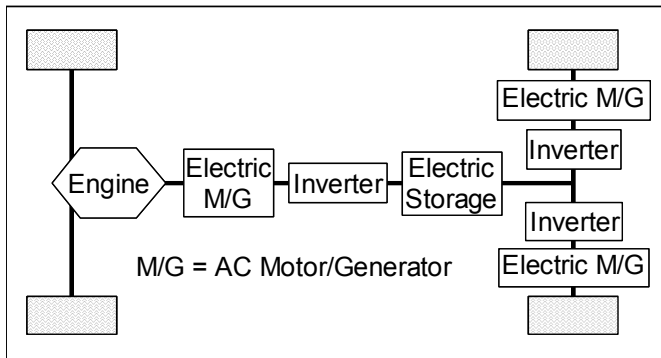 Electric M/G
Inverter
Engine
Electric
M/G
Inverter
Electric
Storage
Inverter
Electric M/G
M/G = AC Motor/Generator